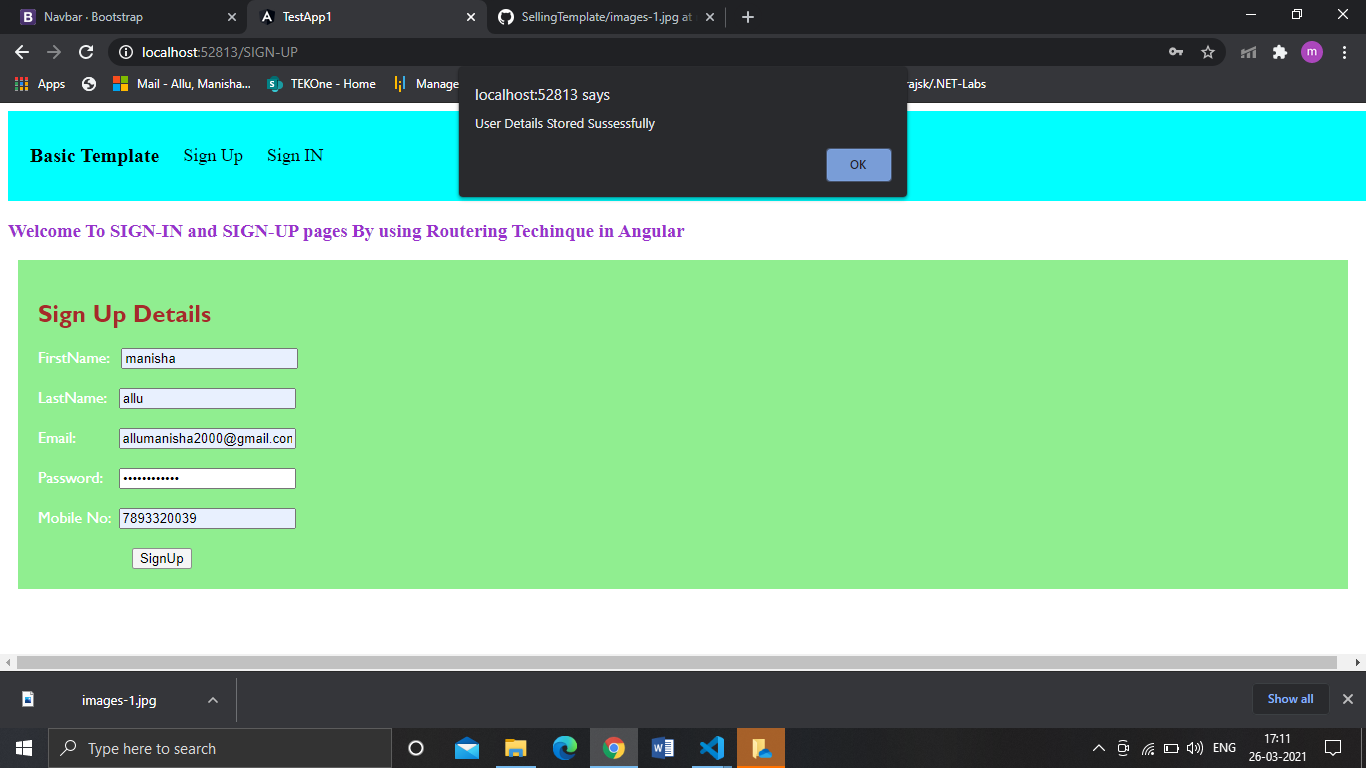 Navbar · Bootstrap
TestApp1
SellingTemplate/images-1.jpg at
localhost:52813/SIGN-UP
m
Apps
Mail - Allu, Manisha...
TEKOne - Home
Manage
rajsk/.NET-Labs
localhost:52813 says
User Details Stored Sussessfully
OK
Basic Template Sign Up Sign IN
Welcome To SIGN-IN and SIGN-UP pages By using Routering Techinque in Angular
Sign Up Details
FirstName: manisha
LastName: allu
Email: allumanisha2000@gmail.com
Password: ••••••••••••
Mobile No: 7893320039
SignUp
images-1.jpg
Show all
Type here to search
ENG
17:11
26-03-2021